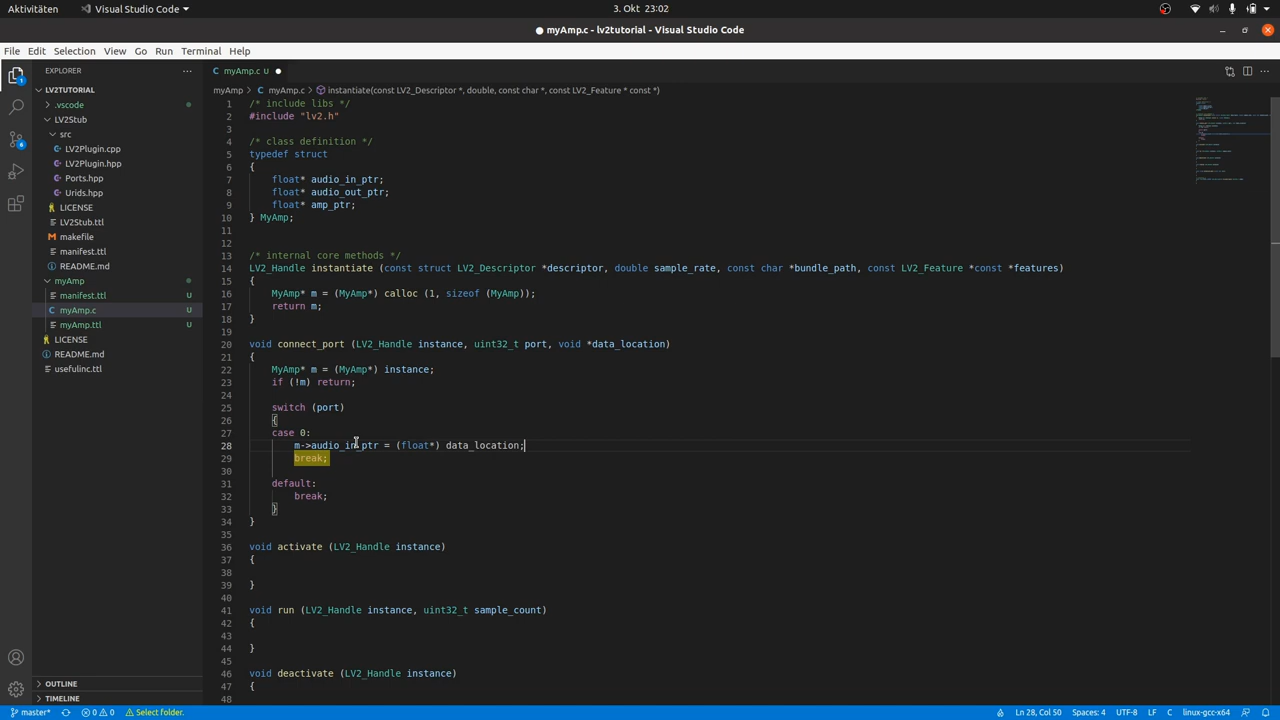 Aktivitäten
Visual Studio Code
3. Okt 23:02
● myAmp.c - lv2tutorial - Visual Studio Code
File Edit Selection View Go Run Terminal Help
EXPLORER
LV2TUTORIAL
.vscode
LV2Stub
src
LV2Plugin.cpp
LV2Plugin.hpp
Ports.hpp
Urids.hpp
LICENSE
LV2Stub.ttl
makefile
manifest.ttl
README.md
myAmp
manifest.ttl U
C myAmp.c U
myAmp.ttl U
LICENSE
README.md
usefulinc.ttl
OUTLINE
TIMELINE
1
4
C myAmp.c U ●
myAmp > C myAmp.c > instantiate(const LV2_Descriptor *, double, const char *, const LV2_Feature * const *)
1 /* include libs */
2 #include "lv2.h"
3
4 /* class definition */
5 typedef struct
6 {
7 float* audio_in_ptr;
8 float* audio_out_ptr;
9 float* amp_ptr;
10 } MyAmp;
11
12
13 /* internal core methods */
14 LV2_Handle instantiate (const struct LV2_Descriptor *descriptor, double sample_rate, const char *bundle_path, const LV2_Feature *const *features)
15 {
16 MyAmp* m = (MyAmp*) calloc (1, sizeof (MyAmp));
17 return m;
18 }
19
20 void connect_port (LV2_Handle instance, uint32_t port, void *data_location)
21 {
22 MyAmp* m = (MyAmp*) instance;
23 if (!m) return;
24
25 switch (port)
26 {
27 case 0:
28 m->audio_in_ptr = (float*) data_location;
29 break;
30
31 default:
32 break;
33 }
34 }
35
36 void activate (LV2_Handle instance)
37 {
38
39 }
40
41 void run (LV2_Handle instance, uint32_t sample_count)
42 {
43
44 }
45
46 void deactivate (LV2_Handle instance)
47 {
48
master* 0 0 Select folder. Ln 28, Col 50 Spaces: 4 UTF-8 LF C linux-gcc-x64